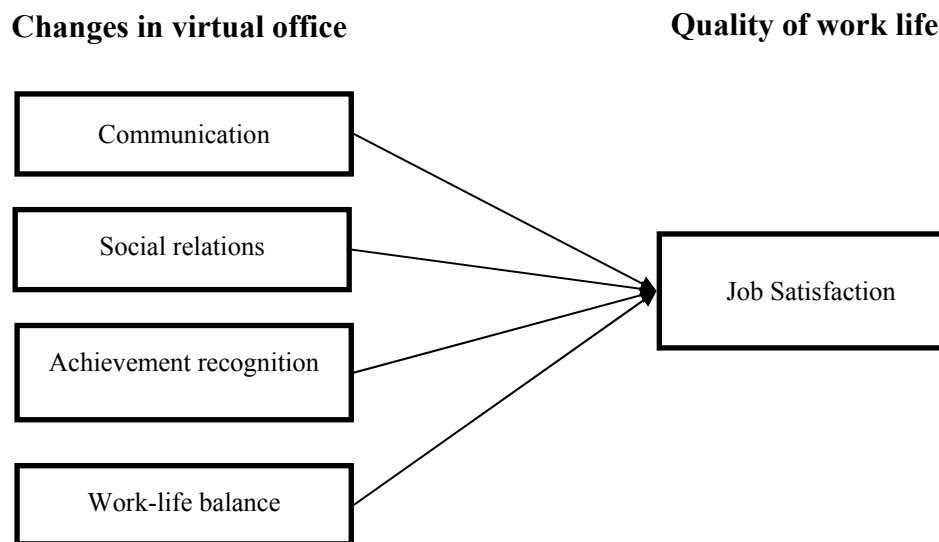 Changes in virtual office
Quality of work life
Communication
Social relations
Achievement recognition
Work-life balance
Job Satisfaction